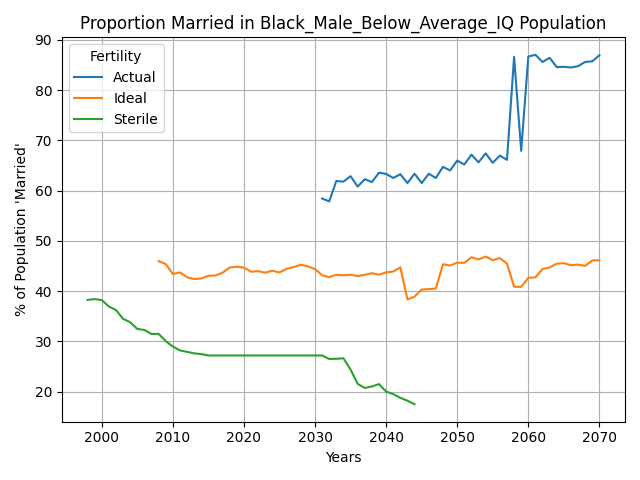 Proportion Married in Black_Male_Below_Average_IQ Population
% of Population 'Married'
90
80
70
60
50
40
30
20
Fertility
Actual
Ideal
Sterile
2000 2010 2020 2030 2040 2050 2060 2070
Years